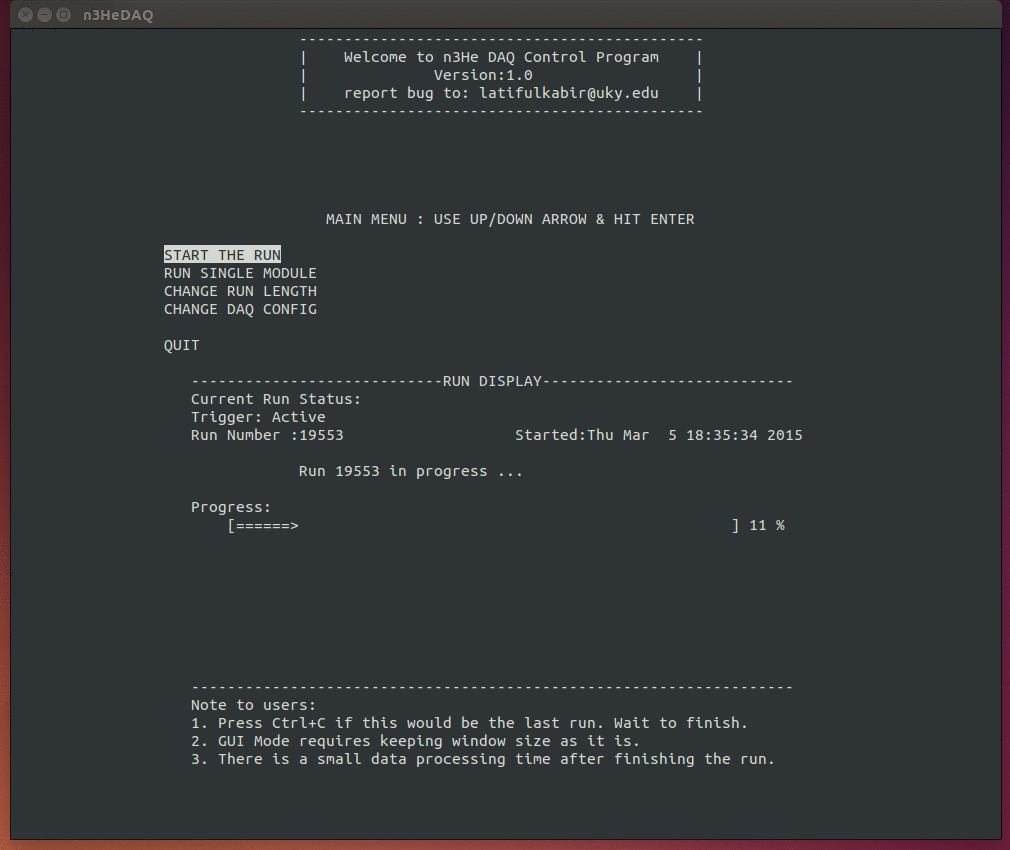 n3HeDAQ
---------------------------------------------
| Welcome to n3He DAQ Control Program |
| Version:1.0 |
| report bug to: latifulkabir@uky.edu |
---------------------------------------------
MAIN MENU : USE UP/DOWN ARROW & HIT ENTER
START THE RUN
RUN SINGLE MODULE
CHANGE RUN LENGTH
CHANGE DAQ CONFIG
QUIT
----------------------------RUN DISPLAY----------------------------
Current Run Status:
Trigger: Active
Run Number :19553 Started:Thu Mar  5 18:35:34 2015
Run 19553 in progress ...
Progress:
[======> ] 11 %
-------------------------------------------------------------------
Note to users:
1. Press Ctrl+C if this would be the last run. Wait to finish.
2. GUI Mode requires keeping window size as it is.
3. There is a small data processing time after finishing the run.